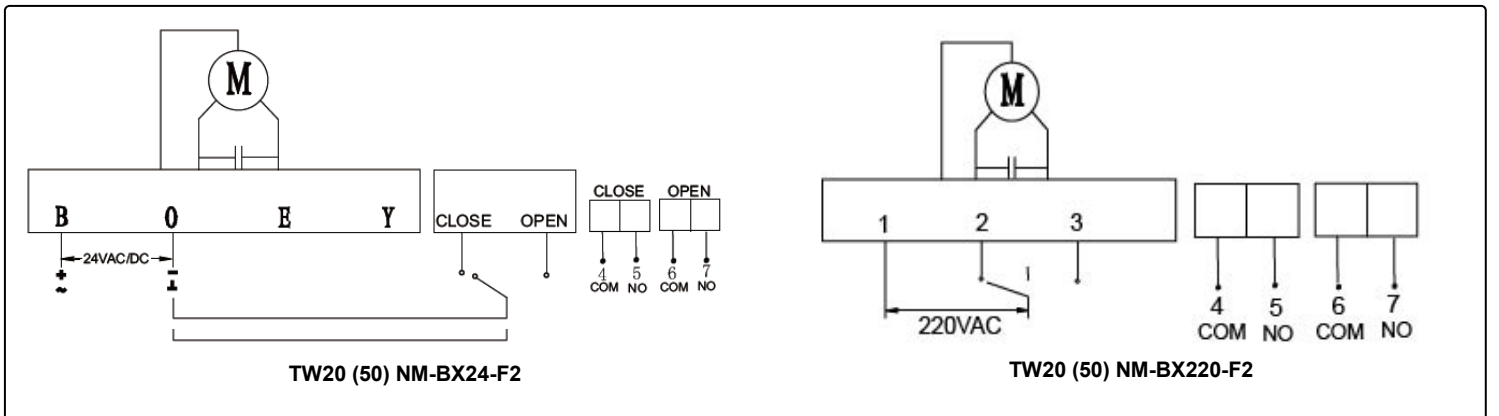 M
B O E Y
CLOSE OPEN
24VAC/DC
+ −
~ ⊥
CLOSE OPEN
4 5 6 7
COM NO COM NO
TW20 (50) NM-BX24-F2
M
1 2 3
220VAC
4 5 6 7
COM NO COM NO
TW20 (50) NM-BX220-F2